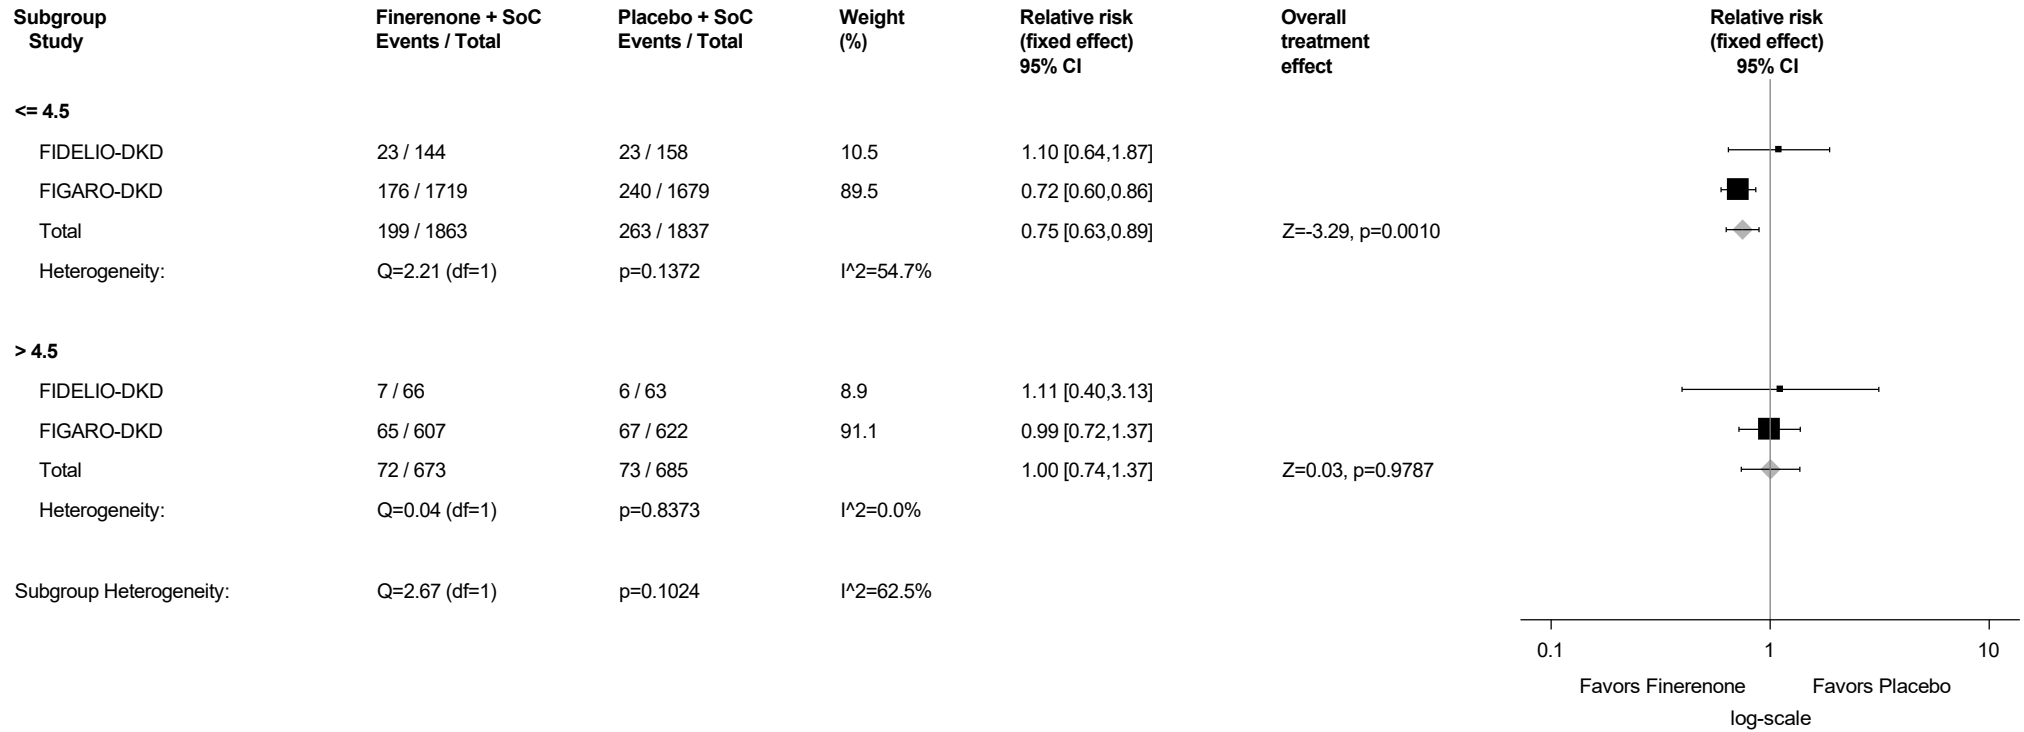 Subgroup Finerenone + SoC Placebo + SoC Weight Relative risk Overall Relative risk
Study Events / Total Events / Total (%) (fixed effect) treatment (fixed effect)
95% CI effect 95% CI
<= 4.5
FIDELIO-DKD 23 / 144 23 / 158 10.5 1.10 [0.64,1.87]
FIGARO-DKD 176 / 1719 240 / 1679 89.5 0.72 [0.60,0.86]
Total 199 / 1863 263 / 1837 0.75 [0.63,0.89] Z=-3.29, p=0.0010
Heterogeneity: Q=2.21 (df=1) p=0.1372 I^2=54.7%
> 4.5
FIDELIO-DKD 7 / 66 6 / 63 8.9 1.11 [0.40,3.13]
FIGARO-DKD 65 / 607 67 / 622 91.1 0.99 [0.72,1.37]
Total 72 / 673 73 / 685 1.00 [0.74,1.37] Z=0.03, p=0.9787
Heterogeneity: Q=0.04 (df=1) p=0.8373 I^2=0.0%
Subgroup Heterogeneity: Q=2.67 (df=1) p=0.1024 I^2=62.5%
0.1 1 10
Favors Finerenone Favors Placebo
log-scale